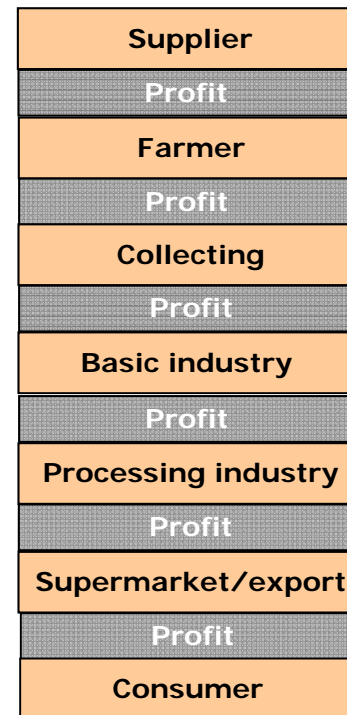 Supplier
Profit
Farmer
Profit
Collecting
Profit
Basic industry
Profit
Processing industry
Profit
Supermarket/export
Profit
Consumer